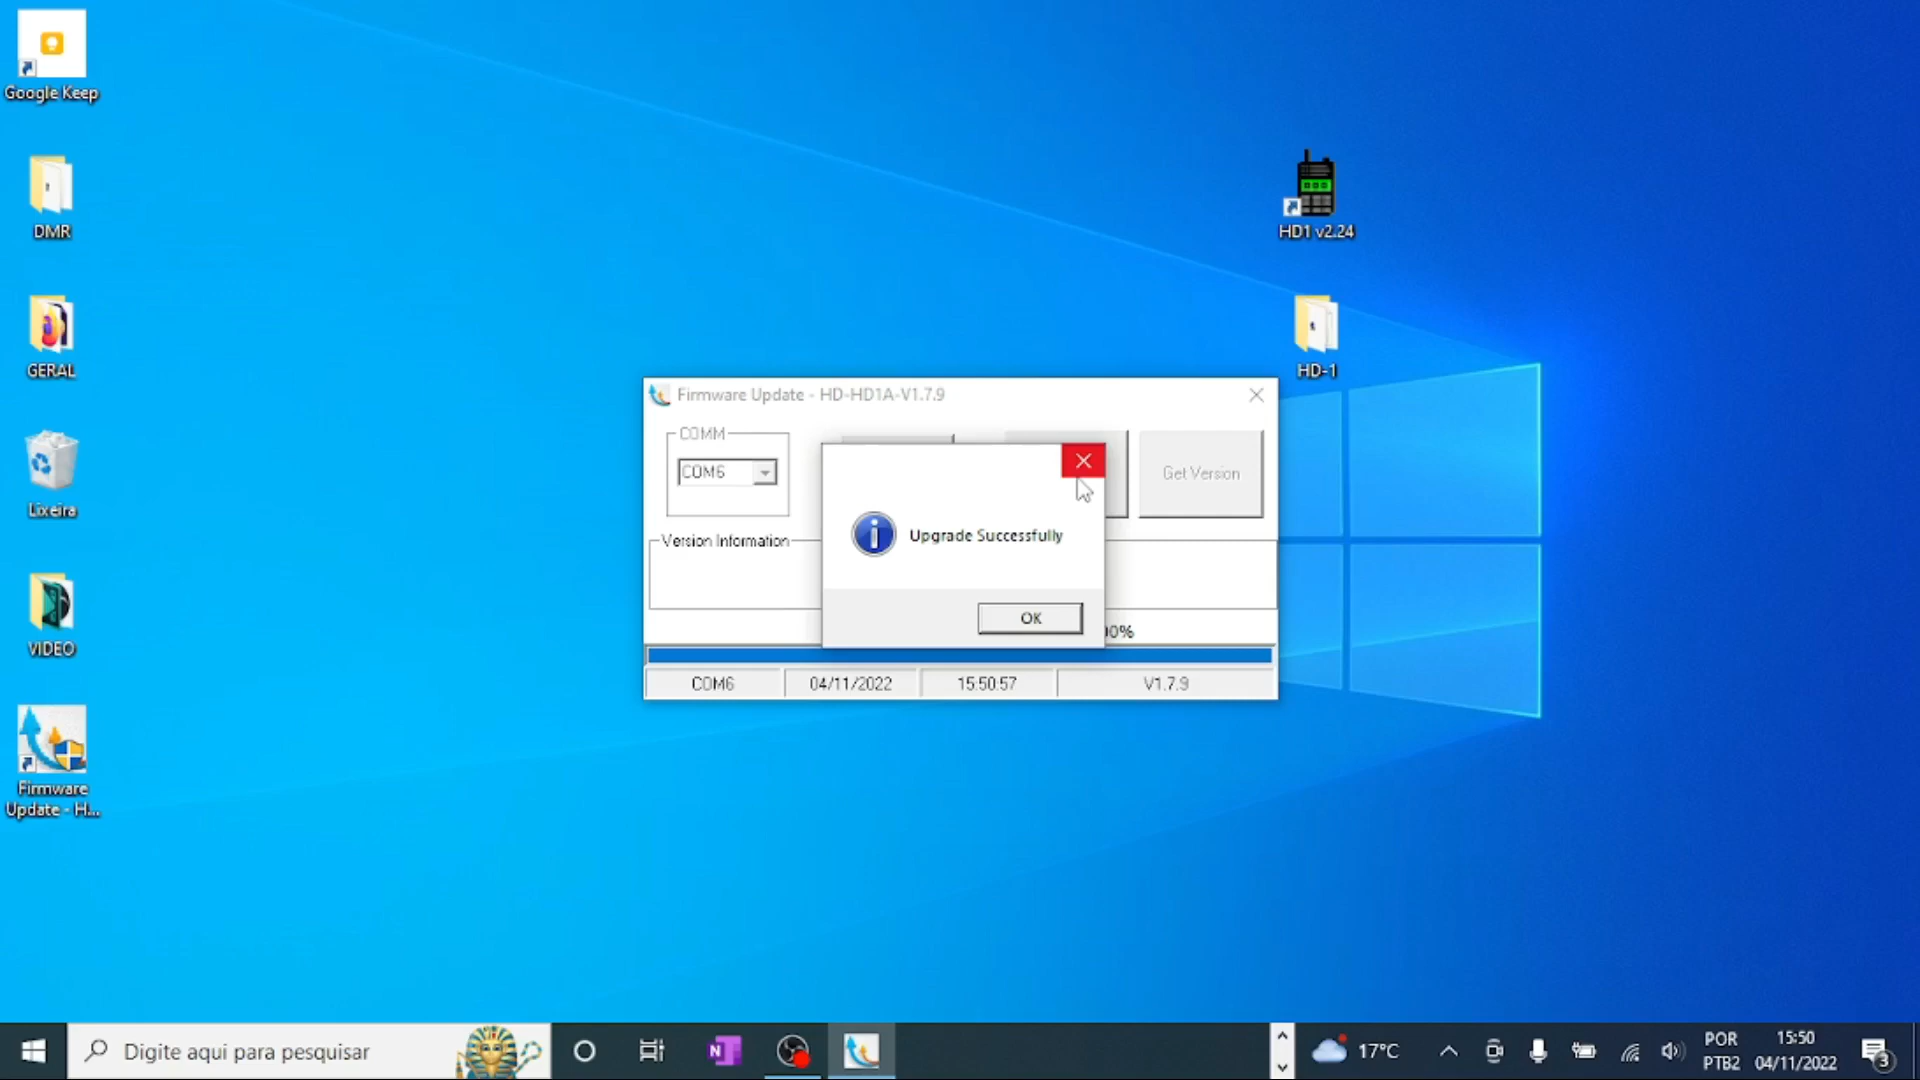 Google Keep
DMR
GERAL
Lixeira
VIDEO
Firmware
Update - H...
HD1 v2.24
HD-1
Firmware Update - HD-HD1A-V1.7.9
COMM
COM6
Get Version
Version Information
Upgrade Successfully
OK
00%
COM6 04/11/2022 15:50:57 V1.7.9
Digite aqui para pesquisar
N
17°C
POR
PTB2
15:50
04/11/2022
3